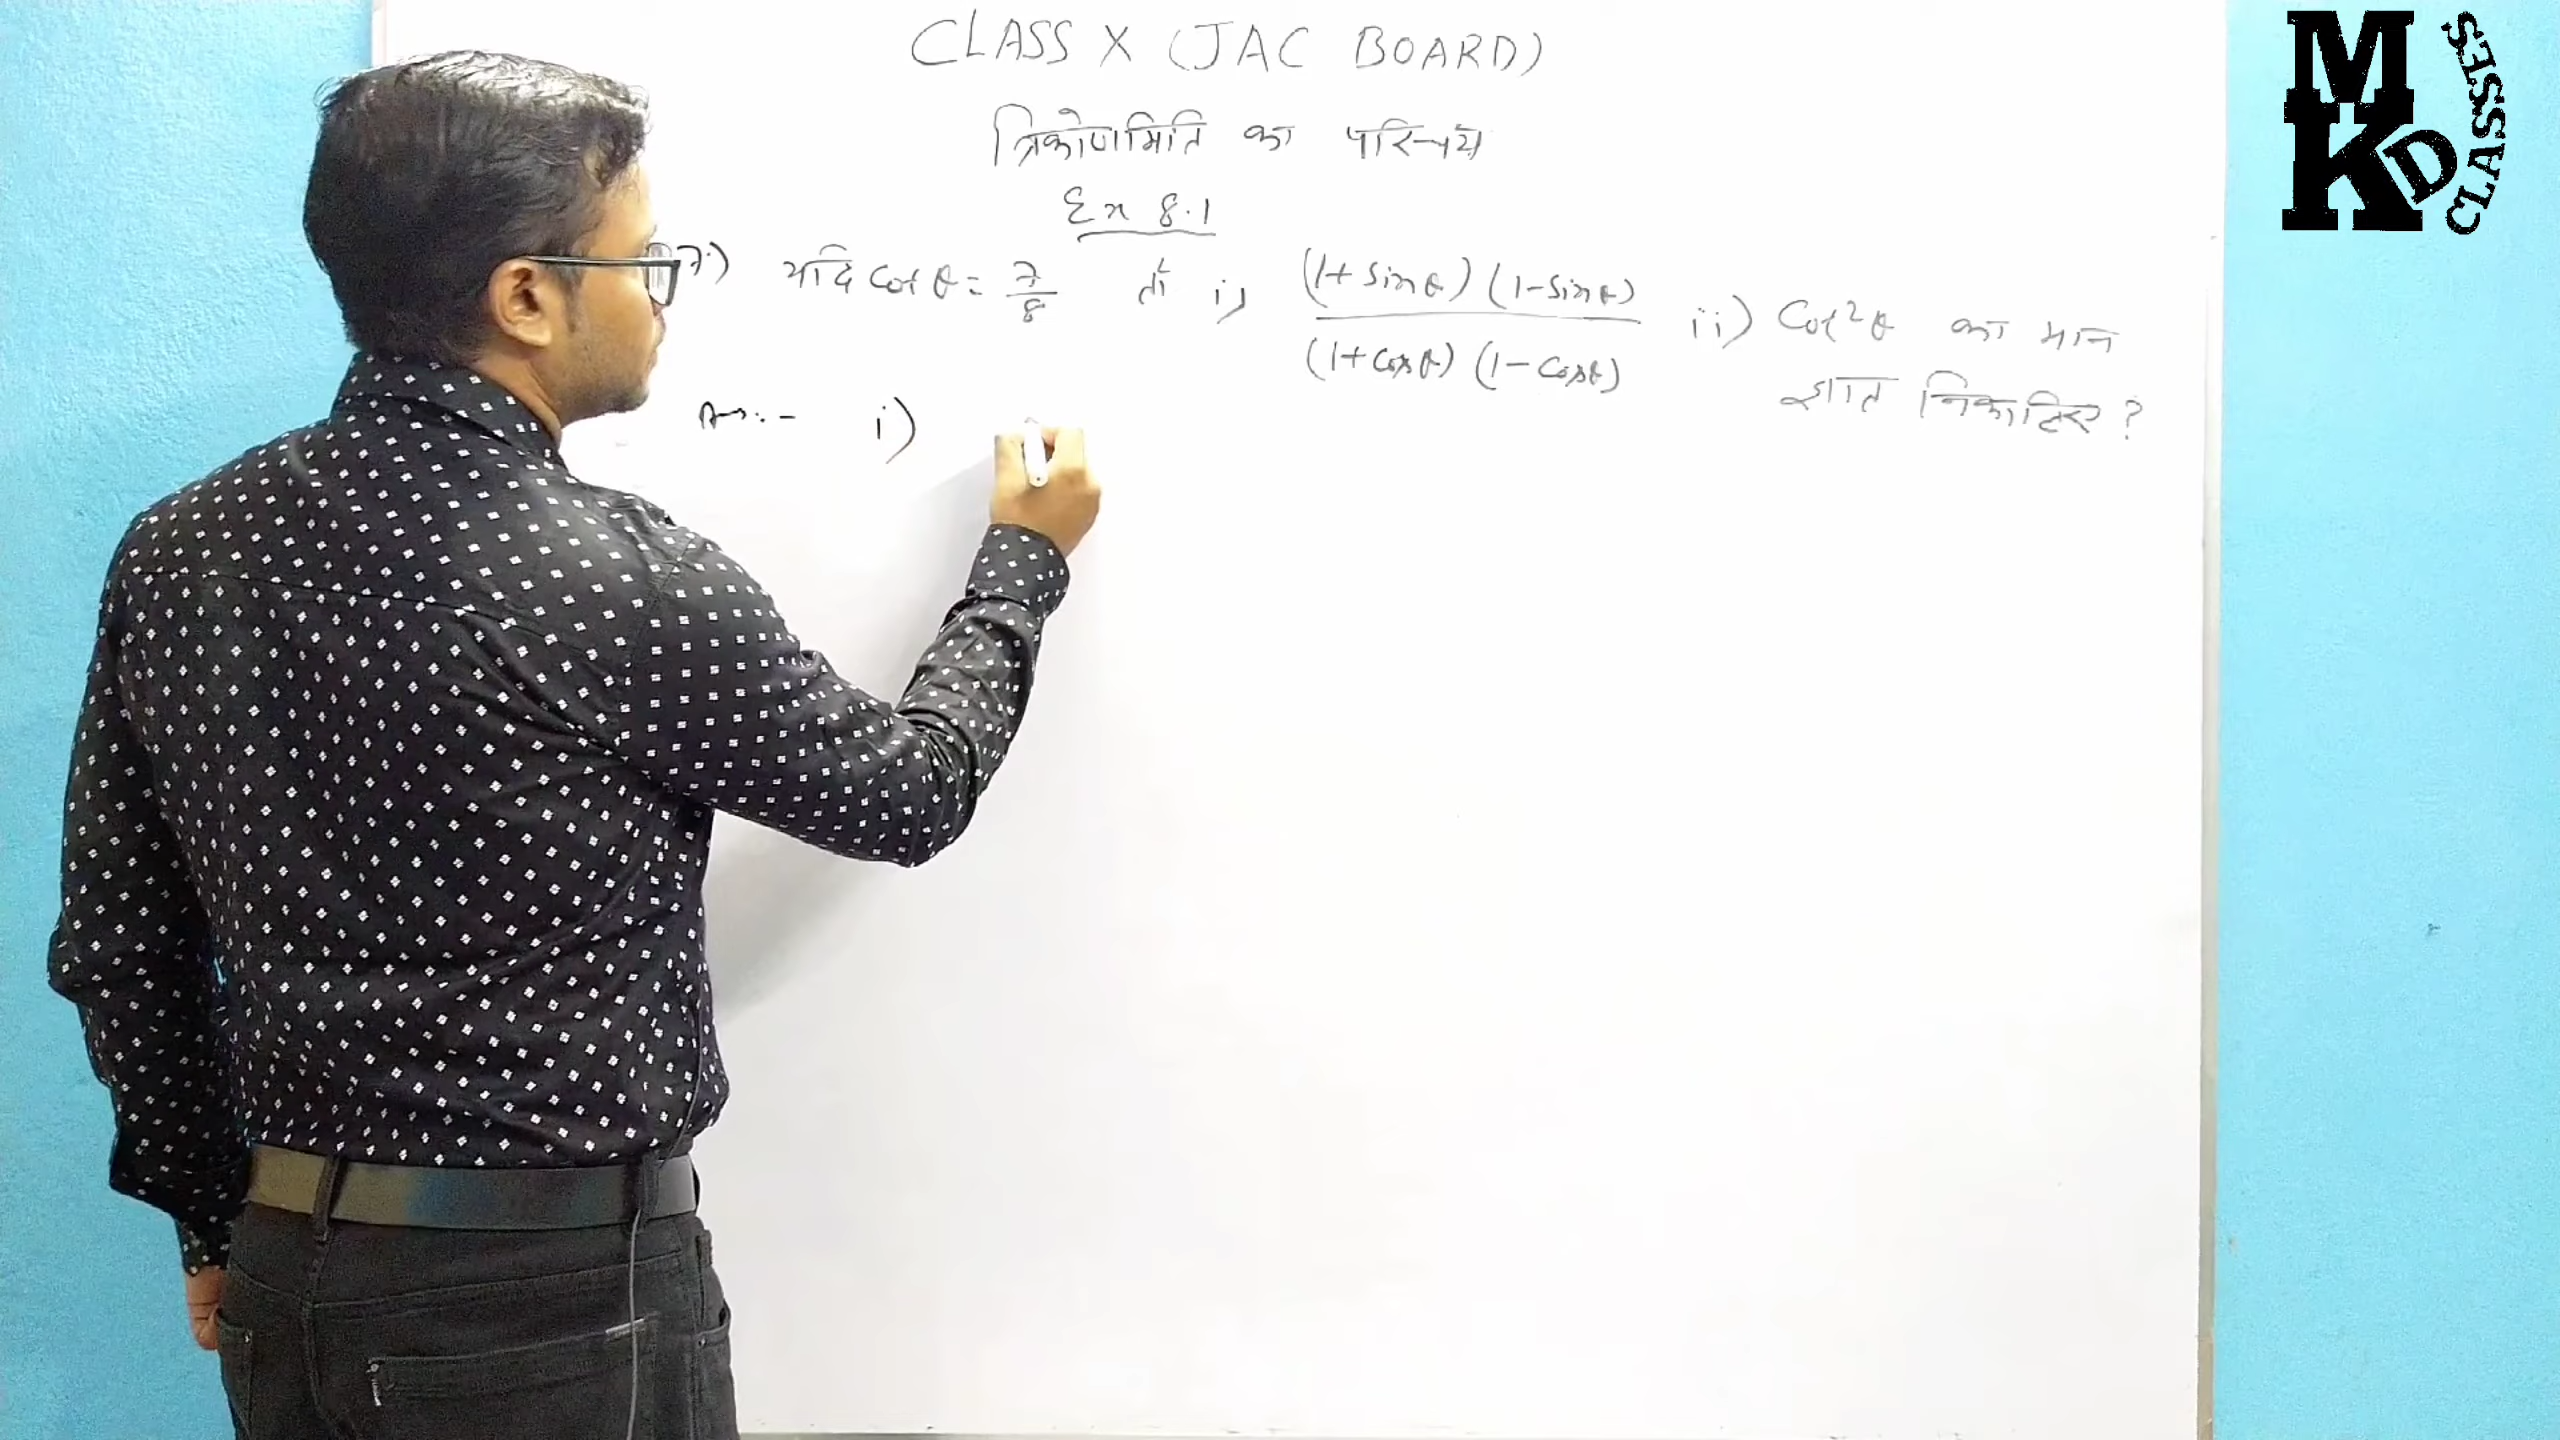 CLASS X (JAC BOARD)
त्रिकोणमिति का परिचय
Ex 8.1
7.) यदि Cot θ = 7/8 तो i) (1+sinθ)(1-sinθ)/(1+cosθ)(1-cosθ) ii) Cot²θ का मान
ज्ञात निकालिए?
Ans:- i)
MKD CLASSES